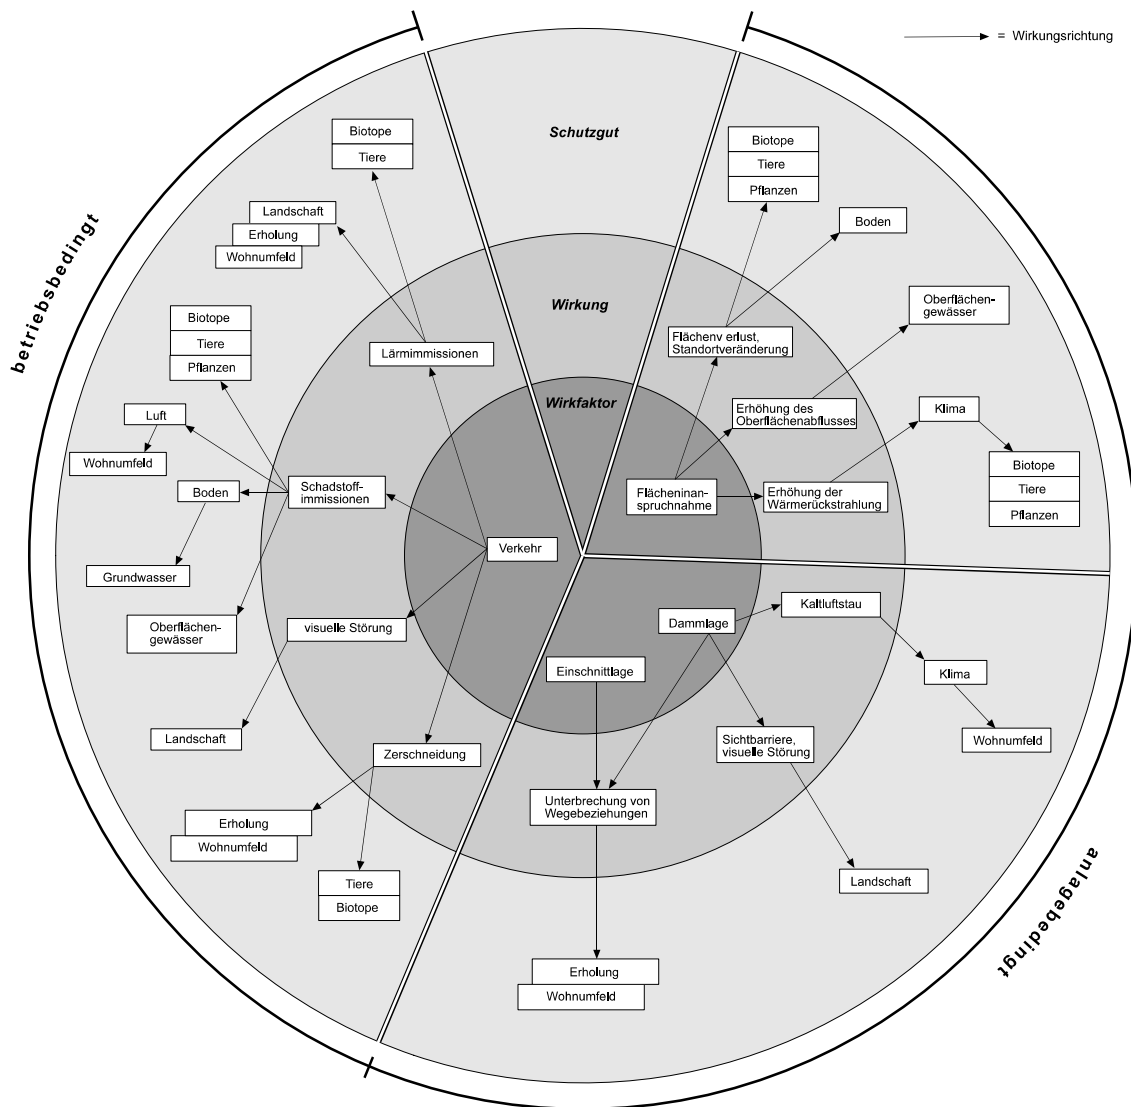 = Wirkungsrichtung
Schutzgut
Wirkung
Wirkfaktor
betriebsbedingt
Biotope
Tiere
Landschaft
Erholung
Wohnumfeld
Lärmimmissionen
Biotope
Tiere
Pflanzen
Luft
Wohnumfeld
Boden
Schadstoff-
immissionen
Grundwasser
Oberflächen-
gewässer
Verkehr
visuelle Störung
Landschaft
Zerschneidung
Erholung
Wohnumfeld
Tiere
Biotope
Biotope
Tiere
Pflanzen
Boden
Flächenv erlust,
Standortveränderung
Oberflächen-
gewässer
Erhöhung des
Oberflächenabflusses
Klima
Biotope
Tiere
Pflanzen
Flächeninan-
spruchnahme
Erhöhung der
Wärmerückstrahlung
Kaltluftstau
Dammlage
Einschnittlage
Klima
Wohnumfeld
Sichtbarriere,
visuelle Störung
Unterbrechung von
Wegebeziehungen
Landschaft
Erholung
Wohnumfeld
anlagebedingt